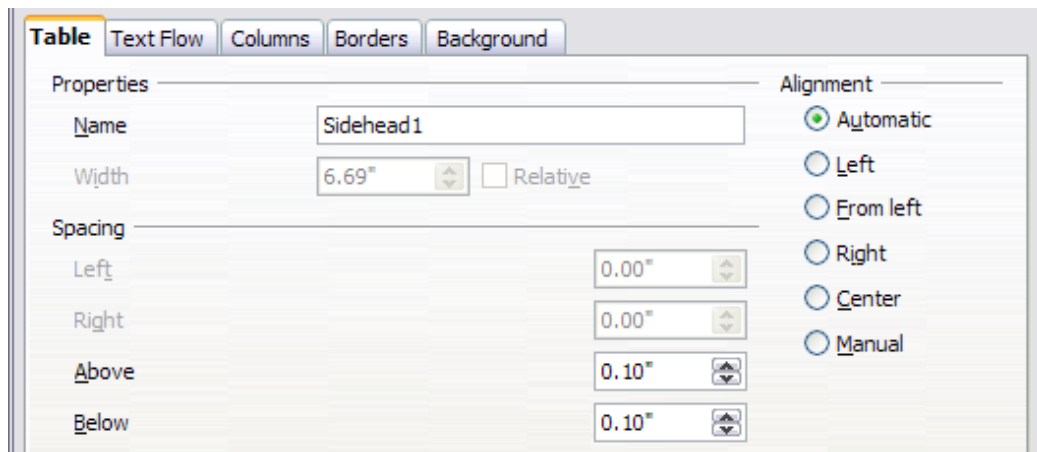 Table Text Flow Columns Borders Background
Properties
Name Sidehead1
Width 6.69" Relative
Spacing
Left 0.00"
Right 0.00"
Above 0.10"
Below 0.10"
Alignment
Automatic
Left
From left
Right
Center
Manual